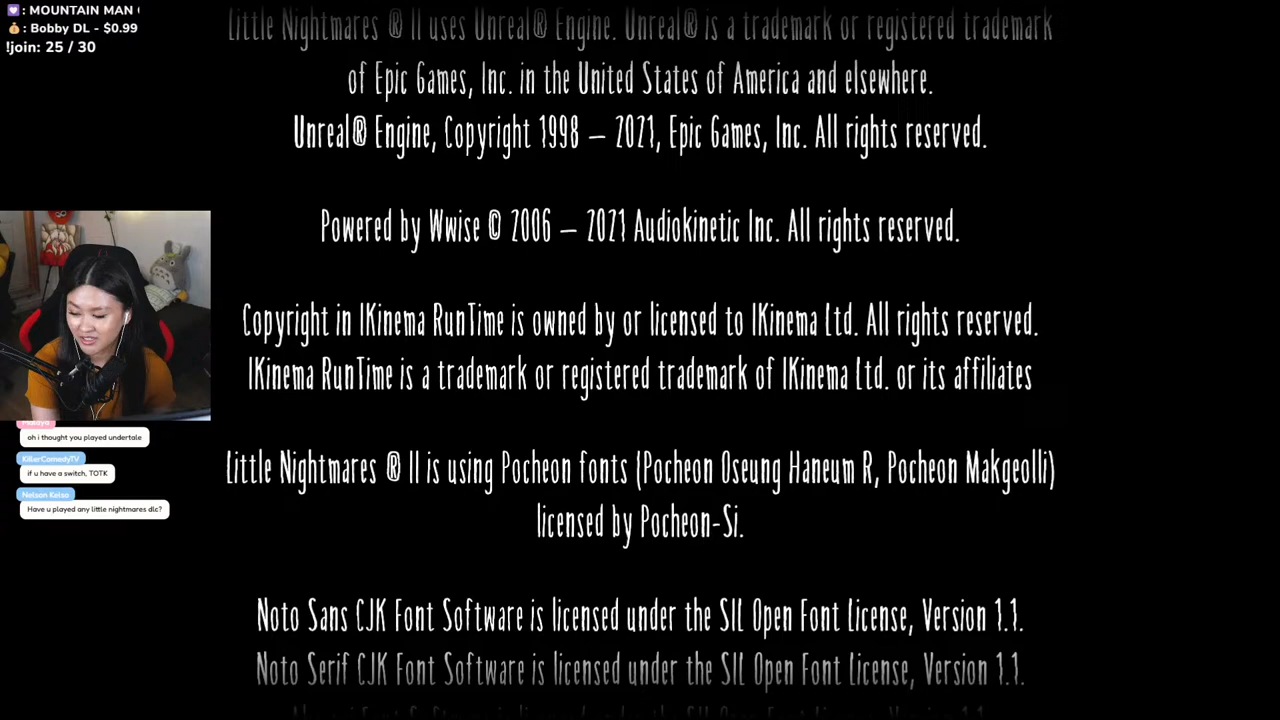 : MOUNTAIN MAN
: Bobby DL - $0.99
!join: 25 / 30
Little Nightmares ® II uses Unreal® Engine. Unreal® is a trademark or registered trademark
of Epic Games, Inc. in the United States of America and elsewhere.
Unreal® Engine, Copyright 1998 – 2021, Epic Games, Inc. All rights reserved.
Powered by Wwise © 2006 – 2021 Audiokinetic Inc. All rights reserved.
Copyright in IKinema RunTime is owned by or licensed to IKinema Ltd. All rights reserved.
IKinema RunTime is a trademark or registered trademark of IKinema Ltd. or its affiliates
Little Nightmares ® II is using Pocheon fonts (Pocheon Oseung Haneum R, Pocheon Makgeolli)
licensed by Pocheon-Si.
Noto Sans CJK Font Software is licensed under the SIL Open Font License, Version 1.1.
Noto Serif CJK Font Software is licensed under the SIL Open Font License, Version 1.1.
oh i thought you played undertale
KillerComedyTV
if u have a switch, TOTK
Nelson Kelso
Have u played any little nightmares dlc?